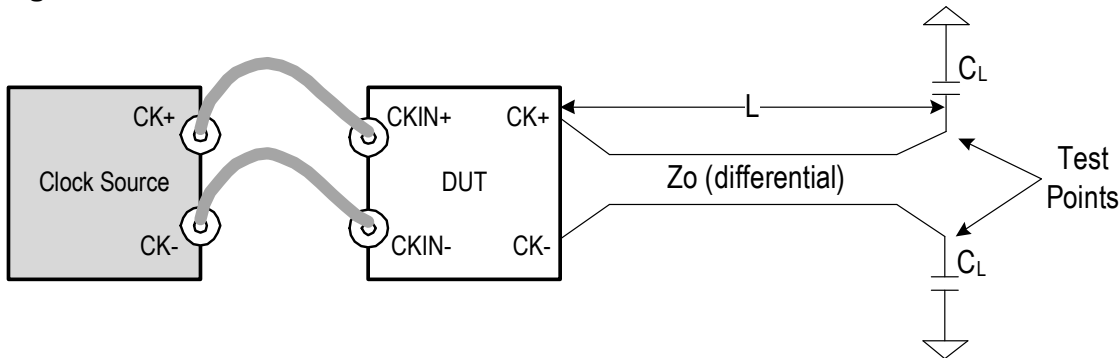 CL
CK+
CKIN+
CK+
L
Clock Source
DUT
Zo (differential)
Test
Points
CK-
CKIN-
CK-
CL